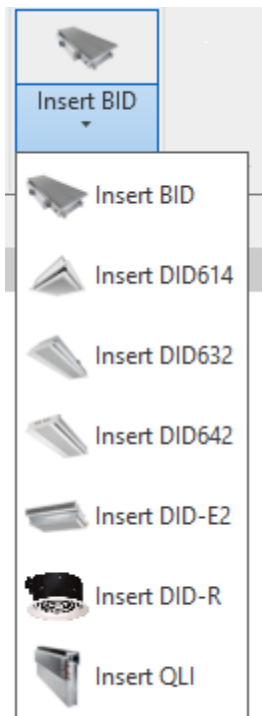 Insert BID
Insert BID
Insert DID614
Insert DID632
Insert DID642
Insert DID-E2
Insert DID-R
Insert QLI